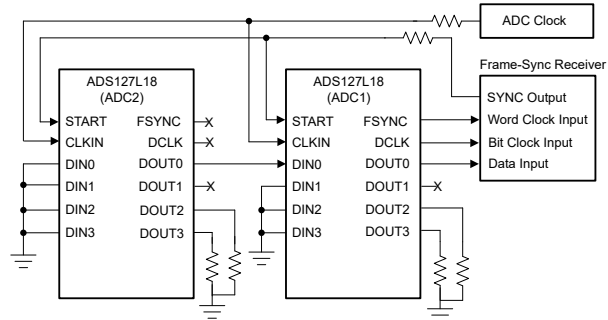 ADC Clock
Frame-Sync Receiver
SYNC Output
Word Clock Input
Bit Clock Input
Data Input
ADS127L18
(ADC2)
START FSYNC
CLKIN DCLK
DIN0 DOUT0
DIN1 DOUT1
DIN2 DOUT2
DIN3 DOUT3
ADS127L18
(ADC1)
START FSYNC
CLKIN DCLK
DIN0 DOUT0
DIN1 DOUT1
DIN2 DOUT2
DIN3 DOUT3